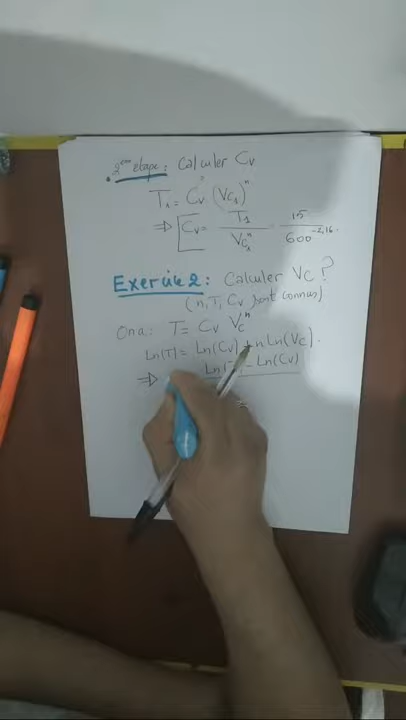 2ème étape: Calculer Cv
T₁ = Cv (Vc₁)ⁿ
⇒ Cv = T₁ / Vc₁ⁿ = 15 / 600^-2,16.
Exercice 2: Calculer Vc?
(n, T, Cv sont connus)
On a: T = Cv Vcⁿ
Ln(T) = Ln(Cv) + n Ln(Vc).
⇒ Ln(T) - Ln(Cv)